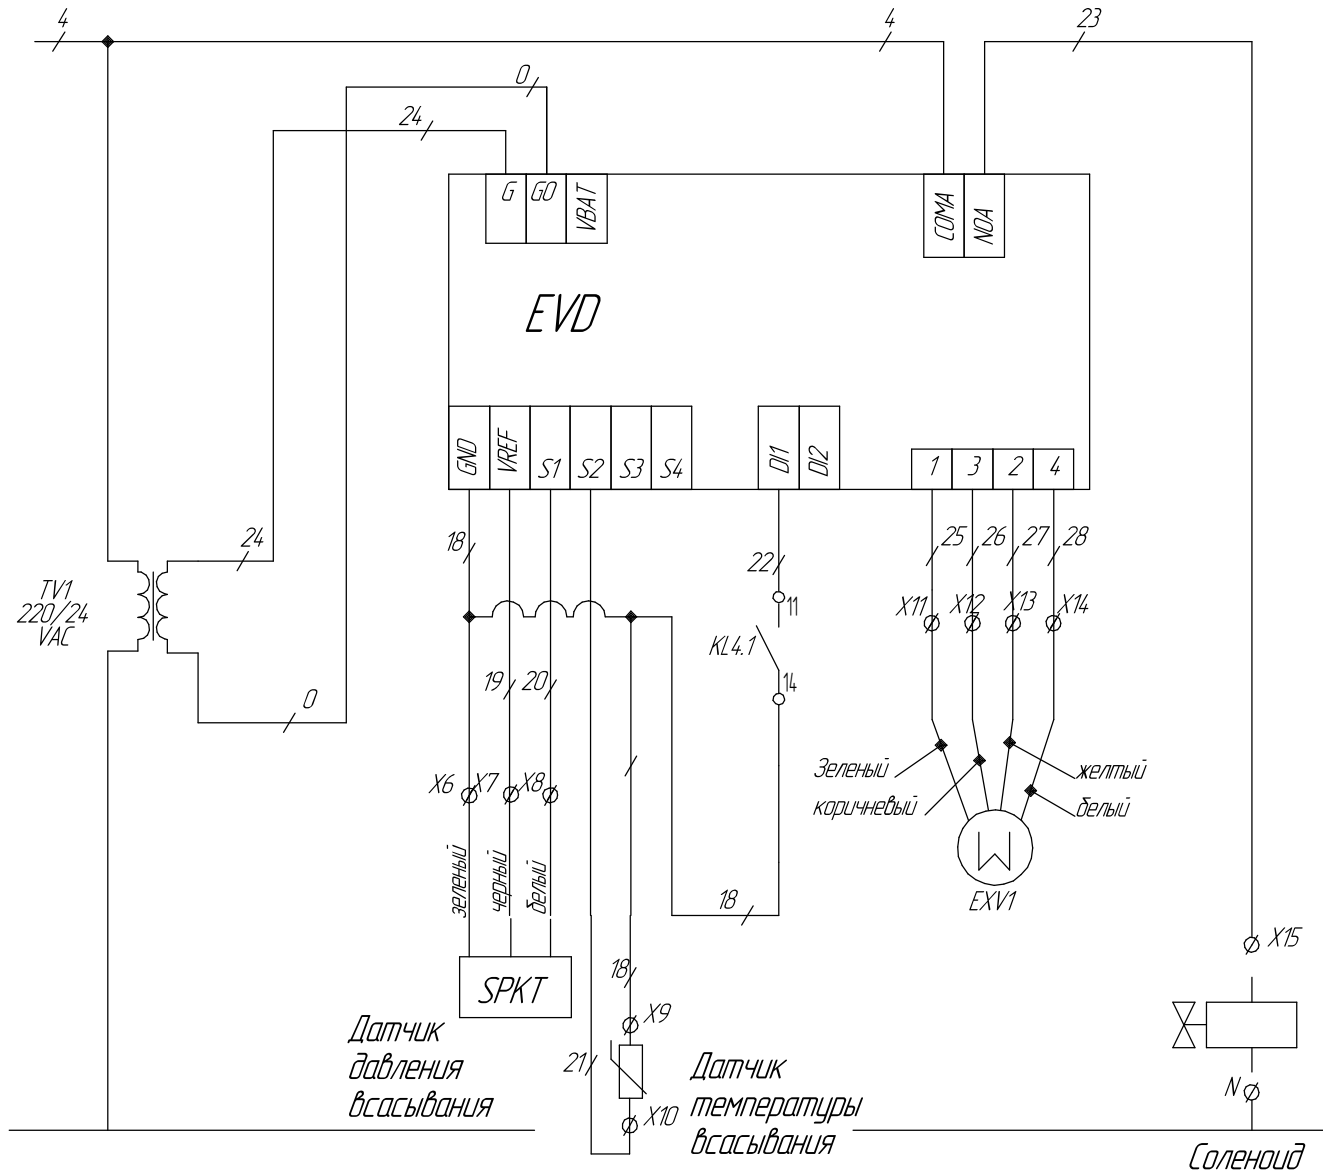 4
4
23
0
24
G
G0
VBAT
COMA
NOA
EVD
GND
VREF
S1
S2
S3
S4
DI1
DI2
1
3
2
4
18
24
22
25
26
27
28
TV1
220/24
VAC
11
X11
X12
X13
X14
KL4.1
14
19
20
0
X6
X7
X8
Зеленый
коричневый
желтый
белый
зеленый
черный
белый
18
EXV1
X15
SPKT
18
X9
Датчик
давления
всасывания
21
Датчик
температуры
всасывания
X10
N
Соленоид